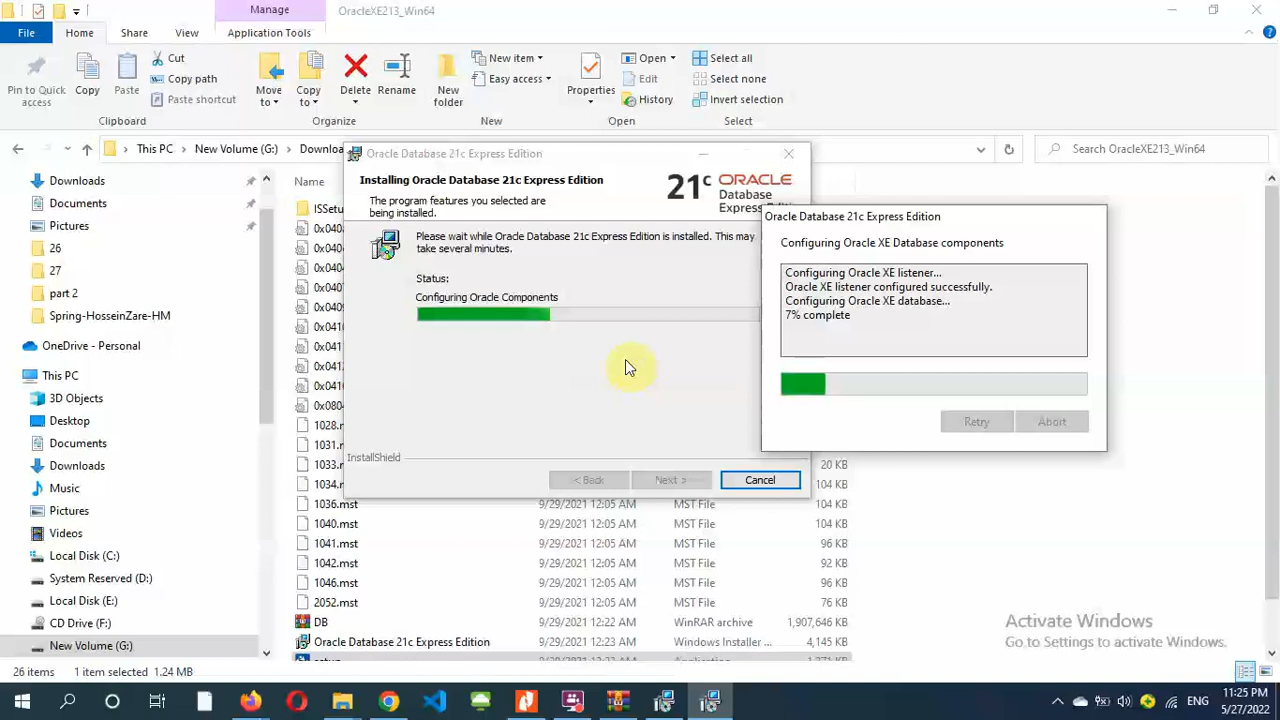 Manage
OracleXE213_Win64
File
Home
Share
View
Application Tools
Pin to Quick
access
Copy
Paste
Cut
Copy path
Paste shortcut
Clipboard
Move
to
Copy
to
Delete
Rename
Organize
New
folder
New item
Easy access
New
Properties
Open
Edit
History
Open
Select all
Select none
Invert selection
Select
This PC
New Volume (G:)
Search OracleXE213_Win64
Downloads
Documents
Pictures
26
27
part 2
Spring-HosseinZare-HM
OneDrive - Personal
This PC
3D Objects
Desktop
Documents
Downloads
Music
Pictures
Videos
Local Disk (C:)
System Reserved (D:)
Local Disk (E:)
CD Drive (F:)
New Volume (G:)
Name
20 KB
1036.mst 9/29/2021 12:05 AM MST File 104 KB
1040.mst 9/29/2021 12:05 AM MST File 104 KB
1041.mst 9/29/2021 12:05 AM MST File 96 KB
1042.mst 9/29/2021 12:05 AM MST File 92 KB
1046.mst 9/29/2021 12:05 AM MST File 96 KB
2052.mst 9/29/2021 12:05 AM MST File 76 KB
DB 9/29/2021 12:22 AM WinRAR archive 1,907,646 KB
Oracle Database 21c Express Edition 9/29/2021 12:23 AM Windows Installer ... 4,145 KB
Oracle Database 21c Express Edition
Installing Oracle Database 21c Express Edition
The program features you selected are
being installed.
21c ORACLE
Database
Please wait while Oracle Database 21c Express Edition is installed. This may
take several minutes.
Status:
Configuring Oracle Components
InstallShield
< Back
Next >
Cancel
Oracle Database 21c Express Edition
Configuring Oracle XE Database components
Configuring Oracle XE listener...
Oracle XE listener configured successfully.
Configuring Oracle XE database...
7% complete
Retry
Abort
Activate Windows
Go to Settings to activate Windows.
26 items
1 item selected 1.24 MB
ENG
11:25 PM
5/27/2022